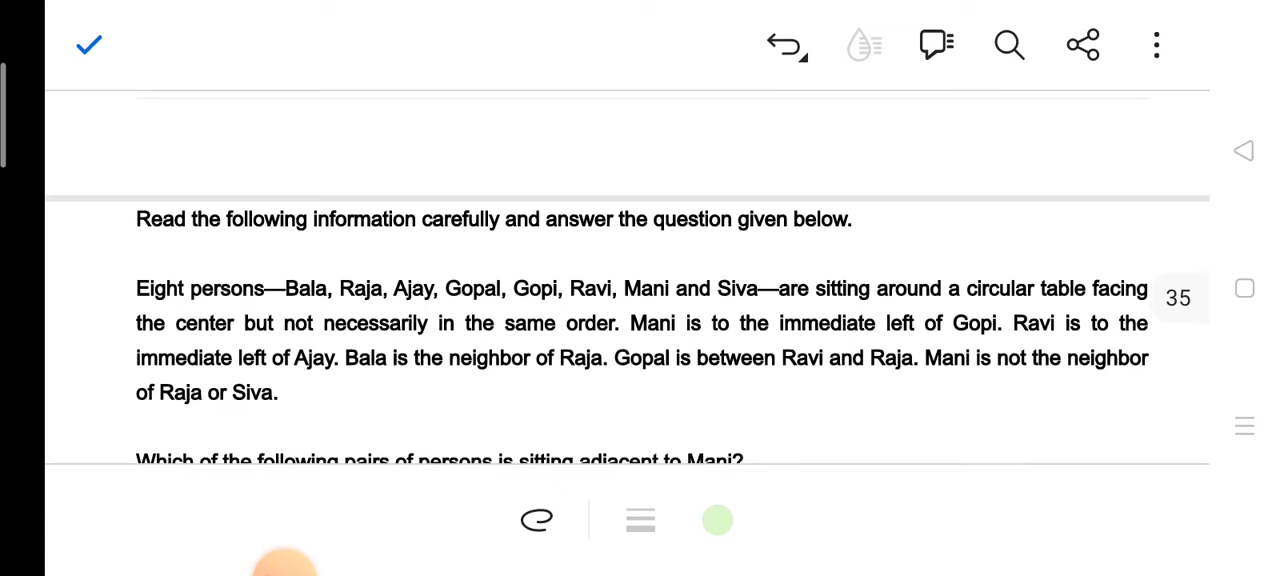 Read the following information carefully and answer the question given below.
Eight persons—Bala, Raja, Ajay, Gopal, Gopi, Ravi, Mani and Siva—are sitting around a circular table facing
35
the center but not necessarily in the same order. Mani is to the immediate left of Gopi. Ravi is to the
immediate left of Ajay. Bala is the neighbor of Raja. Gopal is between Ravi and Raja. Mani is not the neighbor
of Raja or Siva.
Which of the following pairs of persons is sitting adjacent to Mani?